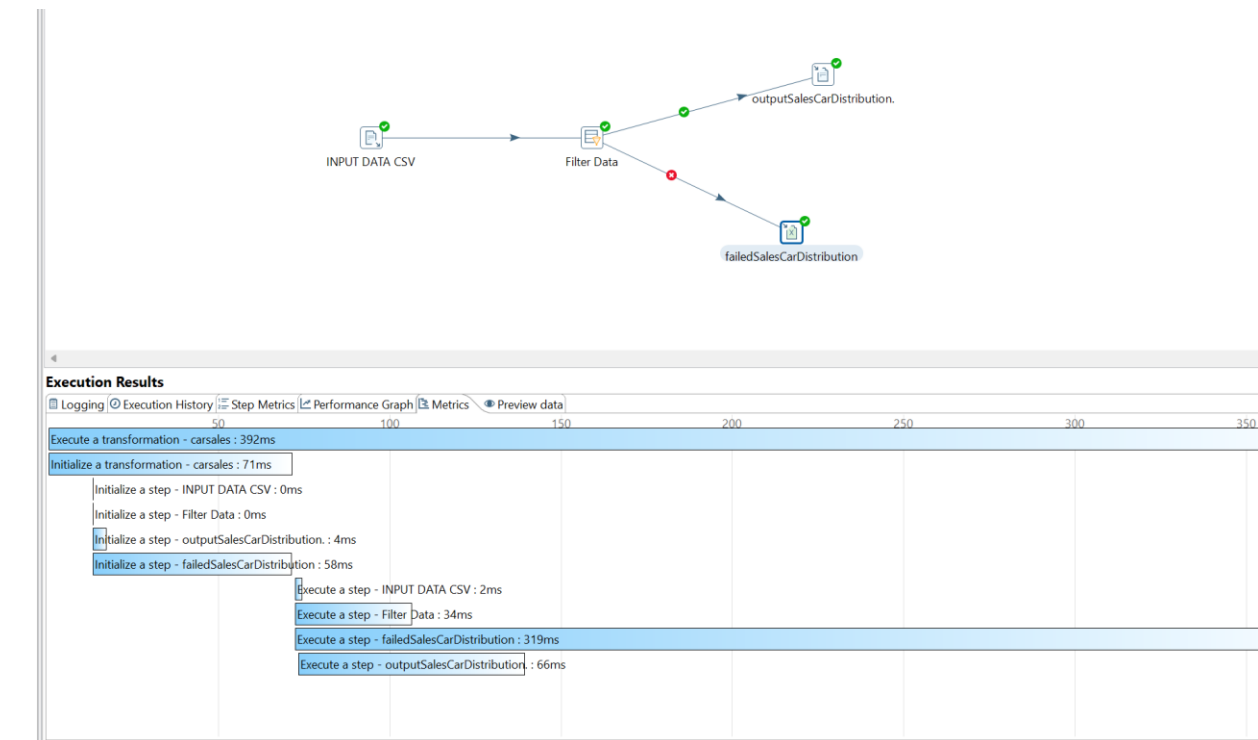 outputSalesCarDistribution.
INPUT DATA CSV
Filter Data
failedSalesCarDistribution
Execution Results
Logging Execution History Step Metrics Performance Graph Metrics Preview data
50 100 150 200 250 300 350
Execute a transformation - carsales : 392ms
Initialize a transformation - carsales : 71ms
Initialize a step - INPUT DATA CSV : 0ms
Initialize a step - Filter Data : 0ms
Initialize a step - outputSalesCarDistribution. : 4ms
Initialize a step - failedSalesCarDistribution : 58ms
Execute a step - INPUT DATA CSV : 2ms
Execute a step - Filter Data : 34ms
Execute a step - failedSalesCarDistribution : 319ms
Execute a step - outputSalesCarDistribution. : 66ms